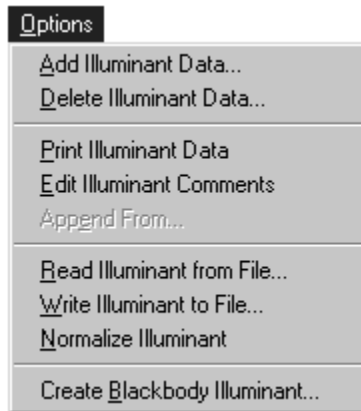 Options
Add Illuminant Data...
Delete Illuminant Data...
Print Illuminant Data
Edit Illuminant Comments
Append From...
Read Illuminant from File...
Write Illuminant to File...
Normalize Illuminant
Create Blackbody Illuminant...